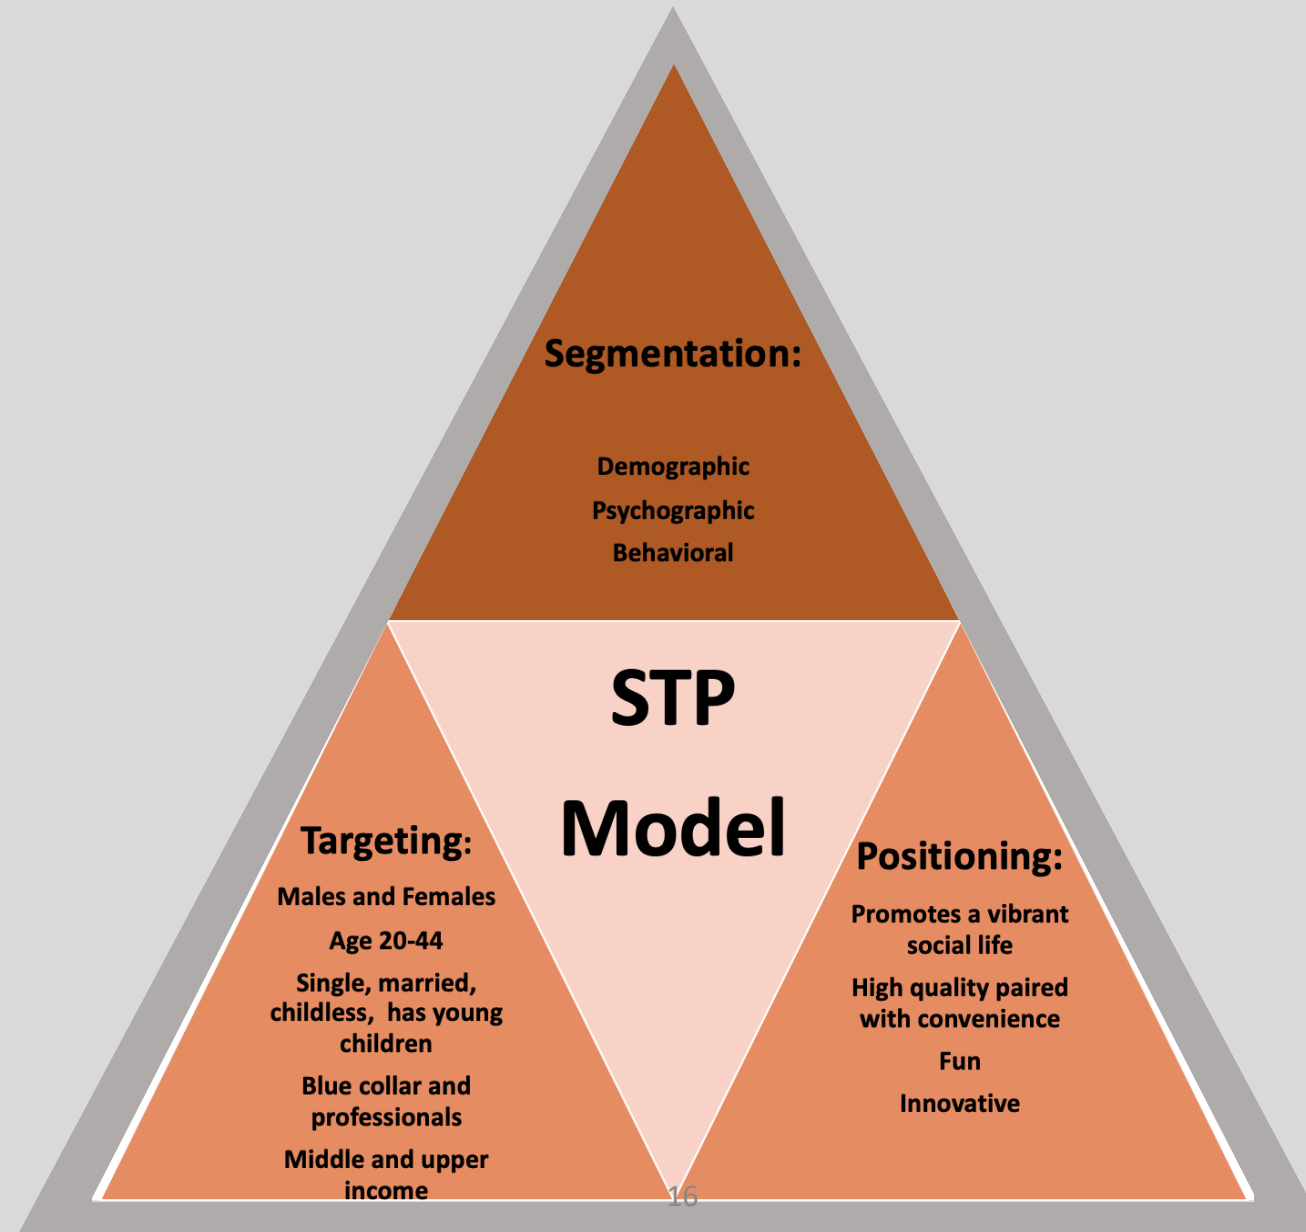 Segmentation:
Demographic
Psychographic
Behavioral
STP
Model
Targeting:
Males and Females
Age 20-44
Single, married,
childless,  has young
children
Blue collar and
professionals
Middle and upper
income
Positioning:
Promotes a vibrant
social life
High quality paired
with convenience
Fun
Innovative
16